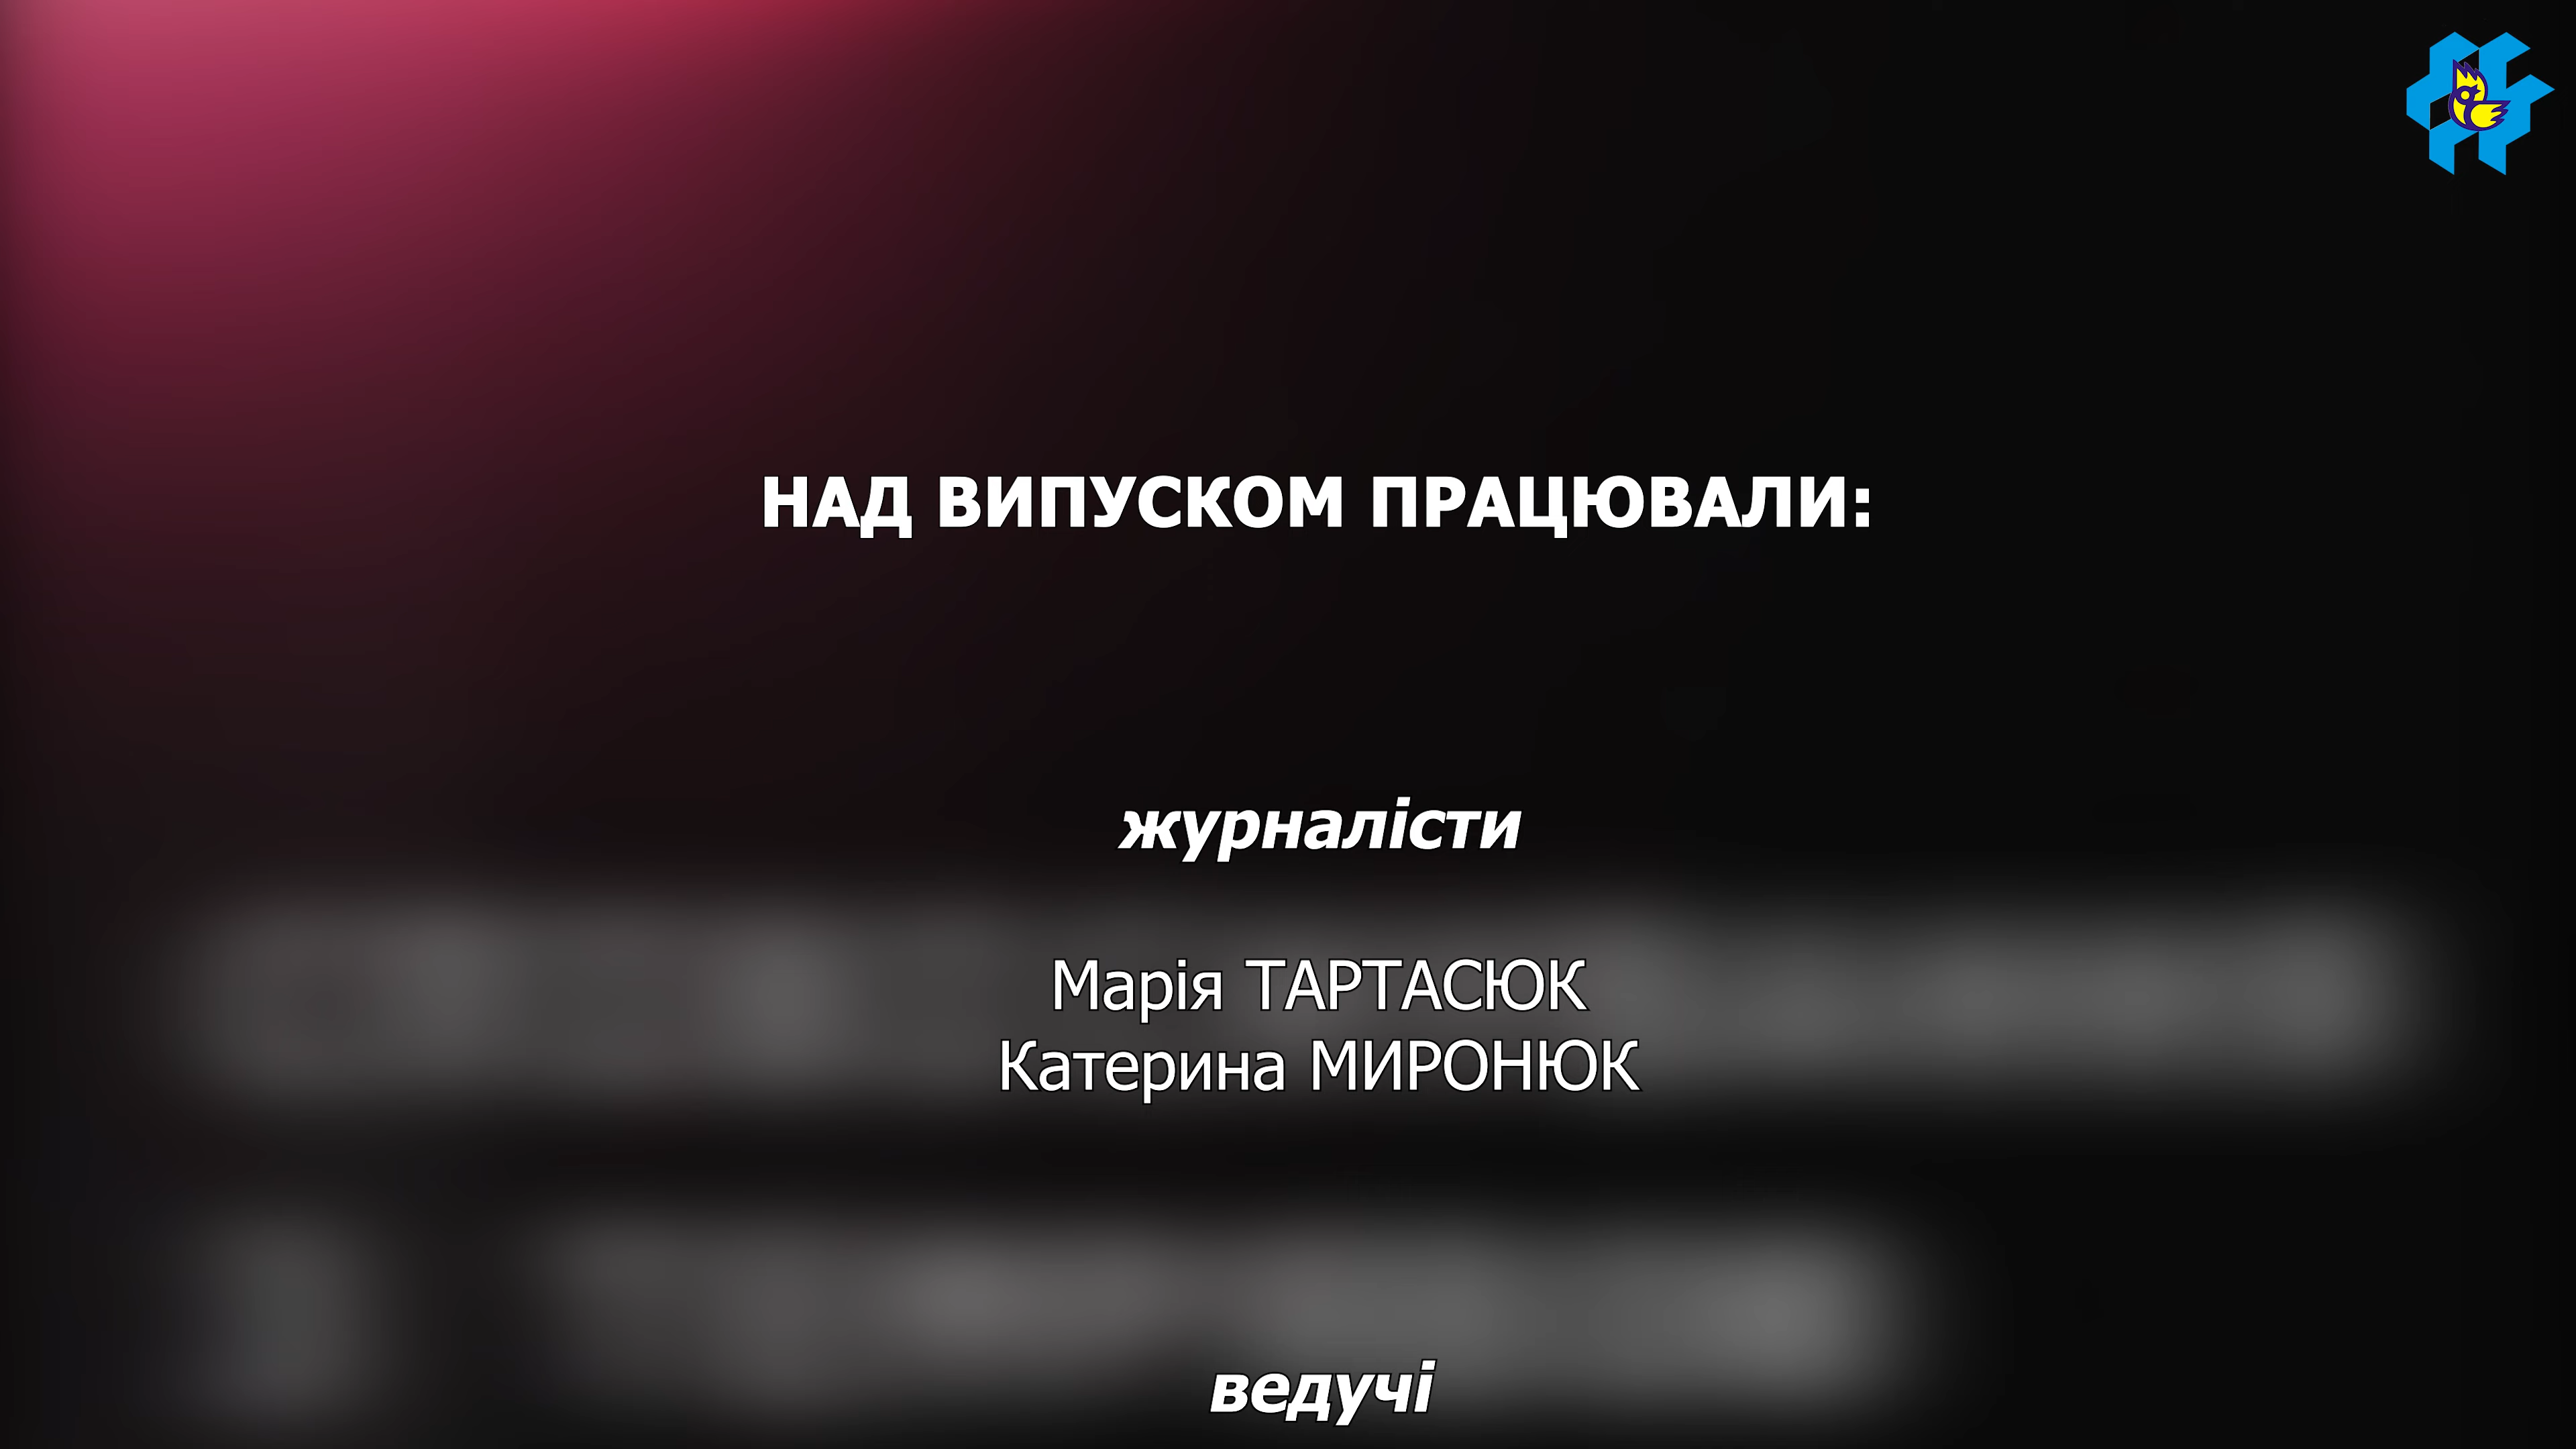 НАД ВИПУСКОМ ПРАЦЮВАЛИ:
журналісти
Марія ТАРТАСЮК
Катерина МИРОНЮК
ведучі